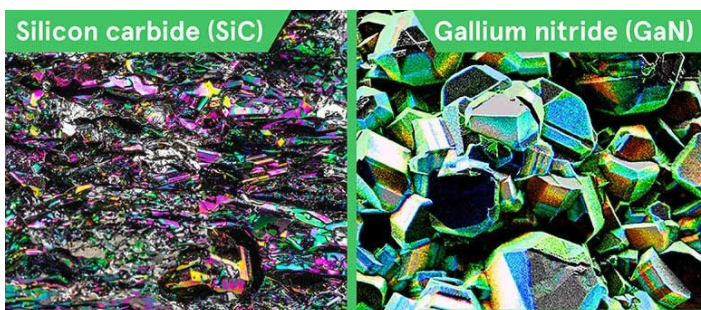 Silicon carbide (SiC)
Gallium nitride (GaN)